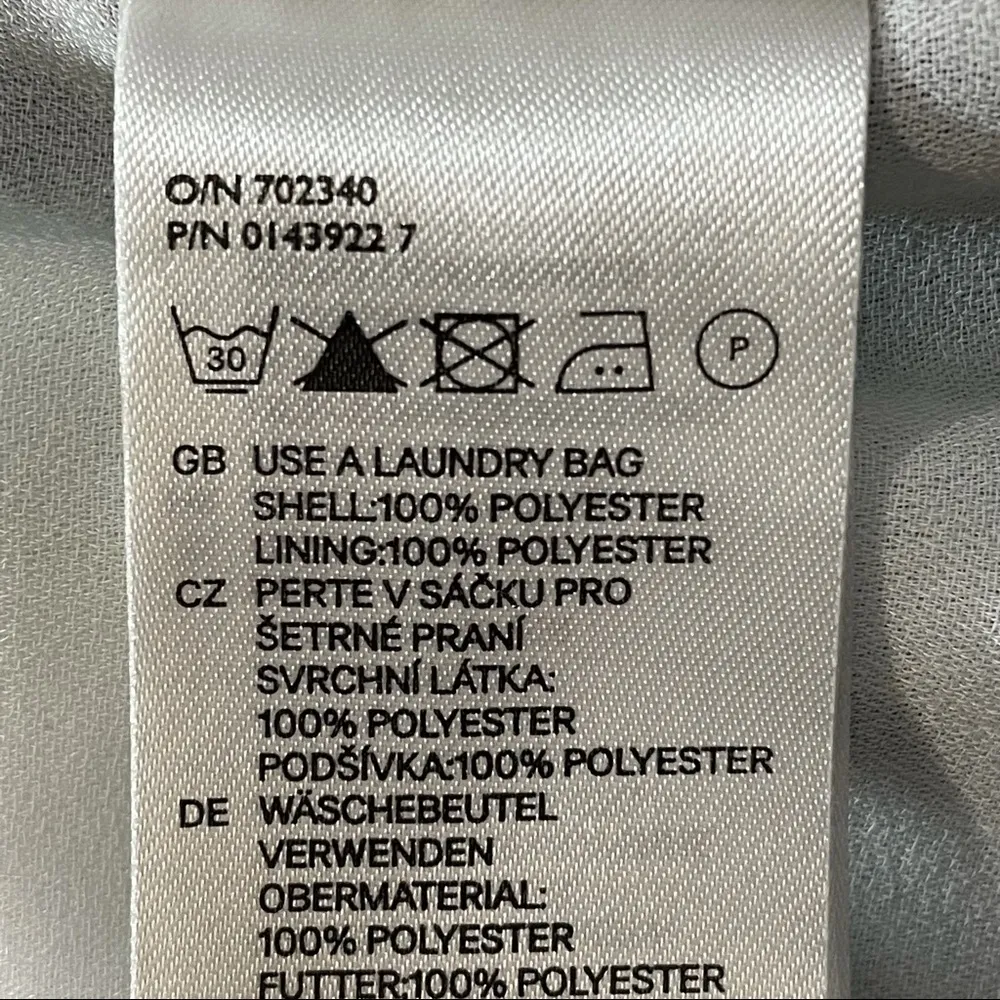 O/N 702340
P/N 0143922 7
30 P
GB USE A LAUNDRY BAG
SHELL:100% POLYESTER
LINING:100% POLYESTER
CZ PERTE V SÁČKU PRO
ŠETRNÉ PRANÍ
SVRCHNÍ LÁTKA:
100% POLYESTER
PODŠÍVKA:100% POLYESTER
DE WÄSCHEBEUTEL
VERWENDEN
OBERMATERIAL:
100% POLYESTER
FUTTER:100% POLYESTER